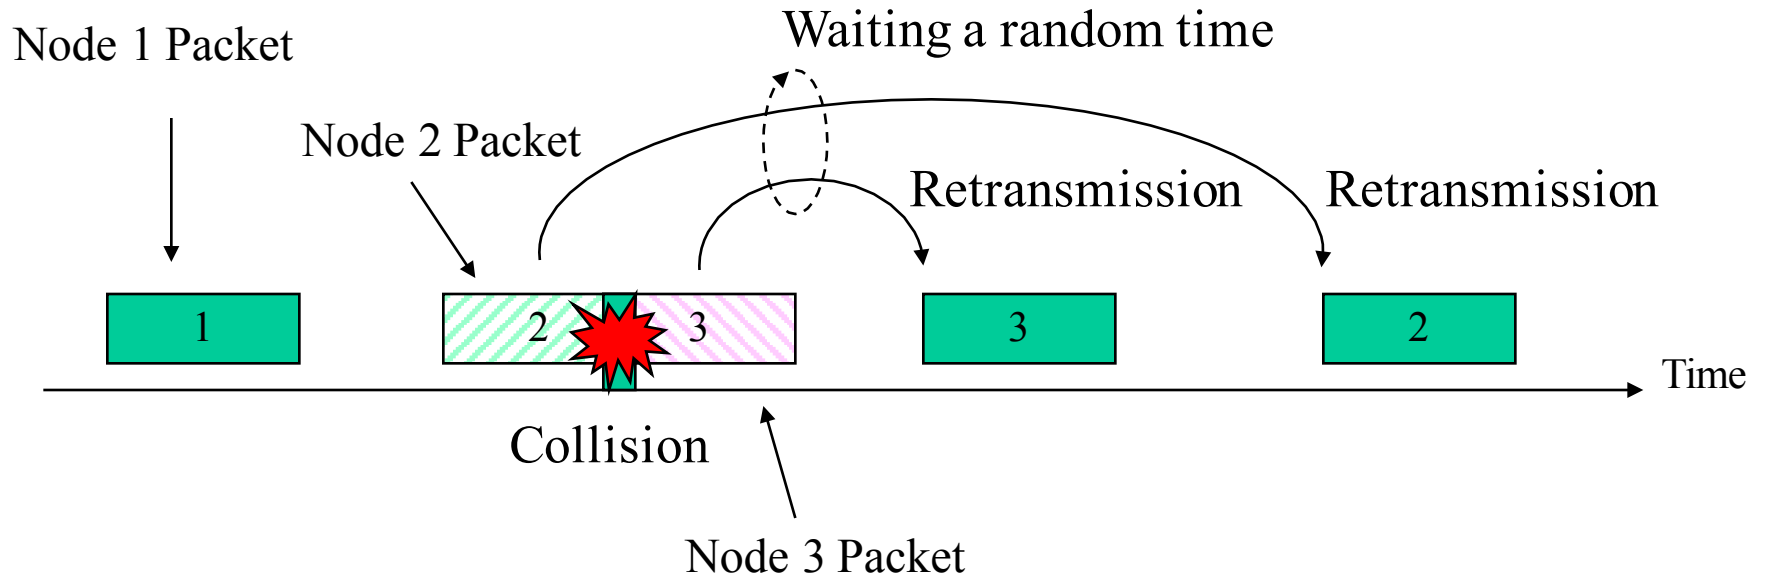 Waiting a random time
Node 1 Packet
Node 2 Packet
Retransmission
Retransmission
1
2
3
3
2
Time
Collision
Node 3 Packet